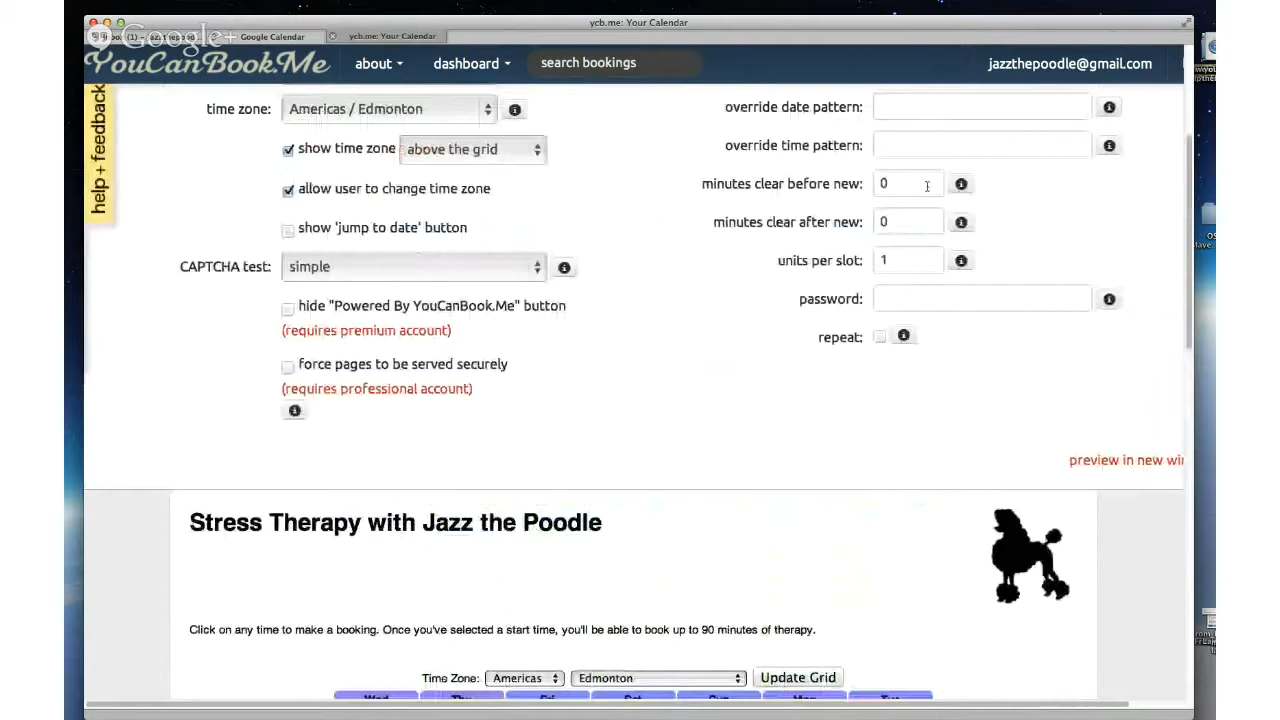 ycb.me: Your Calendar
Google Calendar
ycb.me: Your Calendar
Google+
YouCanBook.Me
about
dashboard
search bookings
jazzthepoodle@gmail.com
help+feedback
time zone:
Americas / Edmonton
show time zone
above the grid
allow user to change time zone
show 'jump to date' button
CAPTCHA test:
simple
hide "Powered By YouCanBook.Me" button
(requires premium account)
force pages to be served securely
(requires professional account)
override date pattern:
override time pattern:
minutes clear before new:
0
minutes clear after new:
0
units per slot:
1
password:
repeat:
preview in new wi
Stress Therapy with Jazz the Poodle
Click on any time to make a booking. Once you've selected a start time, you'll be able to book up to 90 minutes of therapy.
Time Zone:
Americas
Edmonton
Update Grid